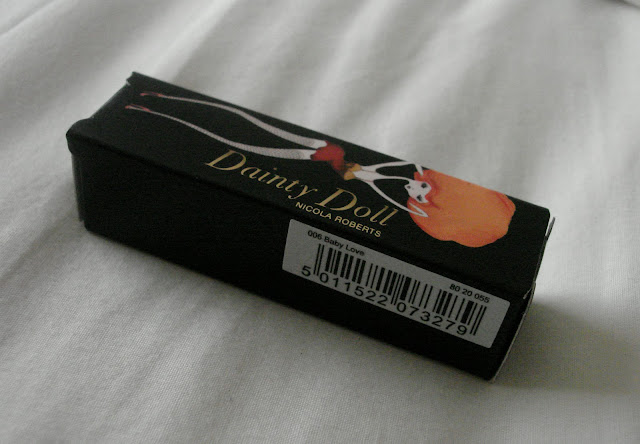 Dainty Doll
NICOLA ROBERTS
006 Baby Love
80 20 055
5 011522 073279